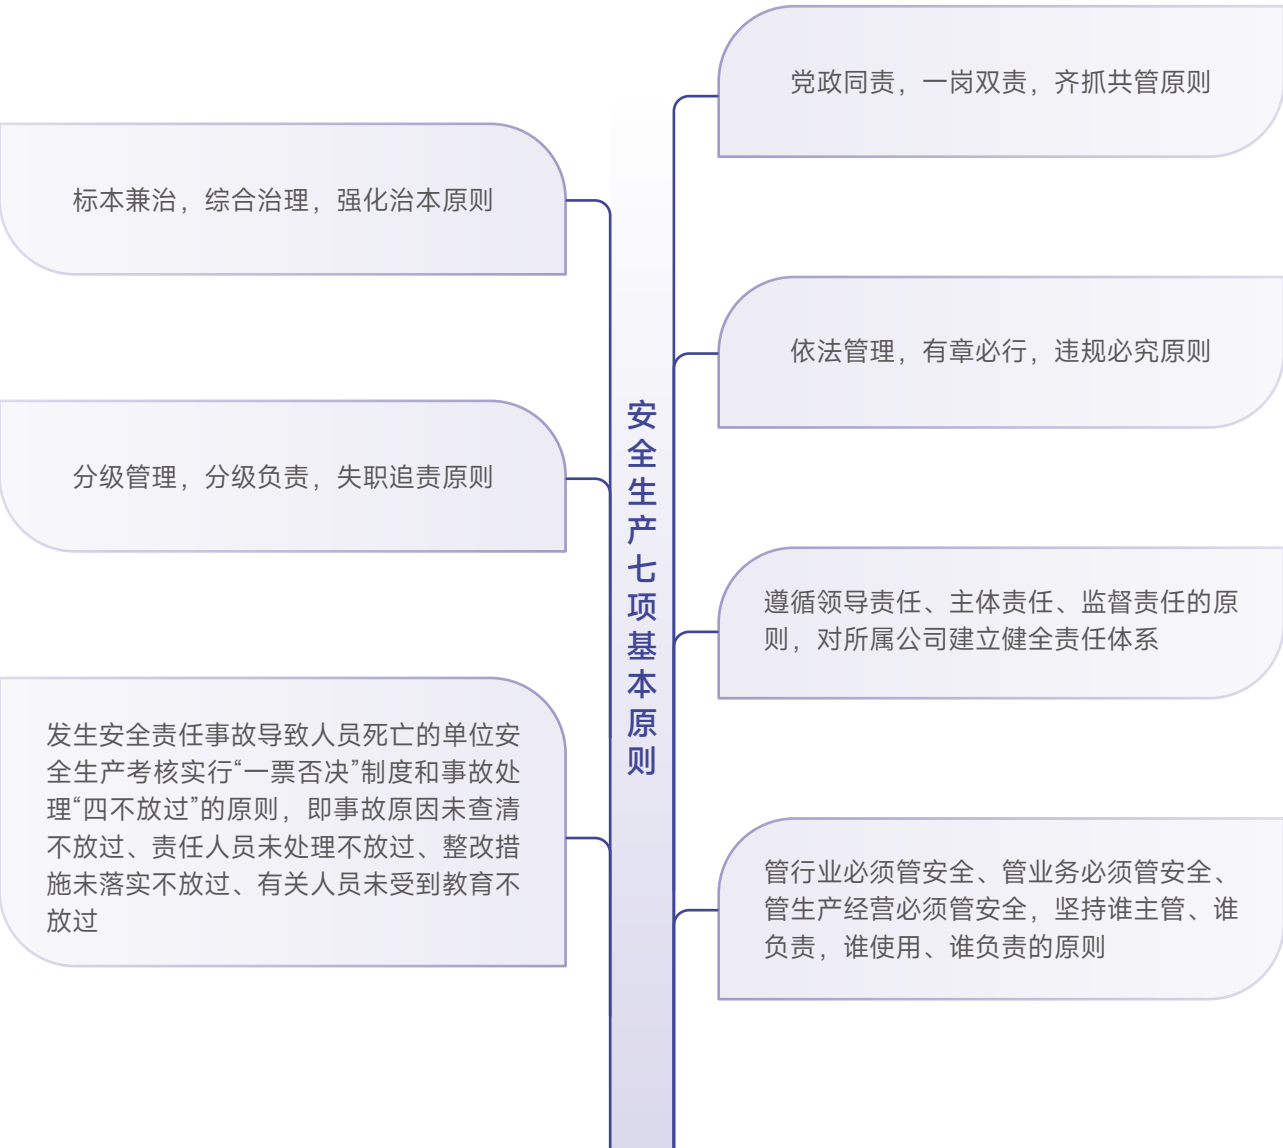 党政同责，一岗双责，齐抓共管原则
标本兼治，综合治理，强化治本原则
依法管理，有章必行，违规必究原则
分级管理，分级负责，失职追责原则
遵循领导责任、主体责任、监督责任的原
则，对所属公司建立健全责任体系
发生安全责任事故导致人员死亡的单位安
全生产考核实行“一票否决”制度和事故处
理“四不放过”的原则，即事故原因未查清
不放过、责任人员未处理不放过、整改措
施未落实不放过、有关人员未受到教育不
放过
管行业必须管安全、管业务必须管安全、
管生产经营必须管安全，坚持谁主管、谁
负责，谁使用、谁负责的原则
安全生产七项基本原则